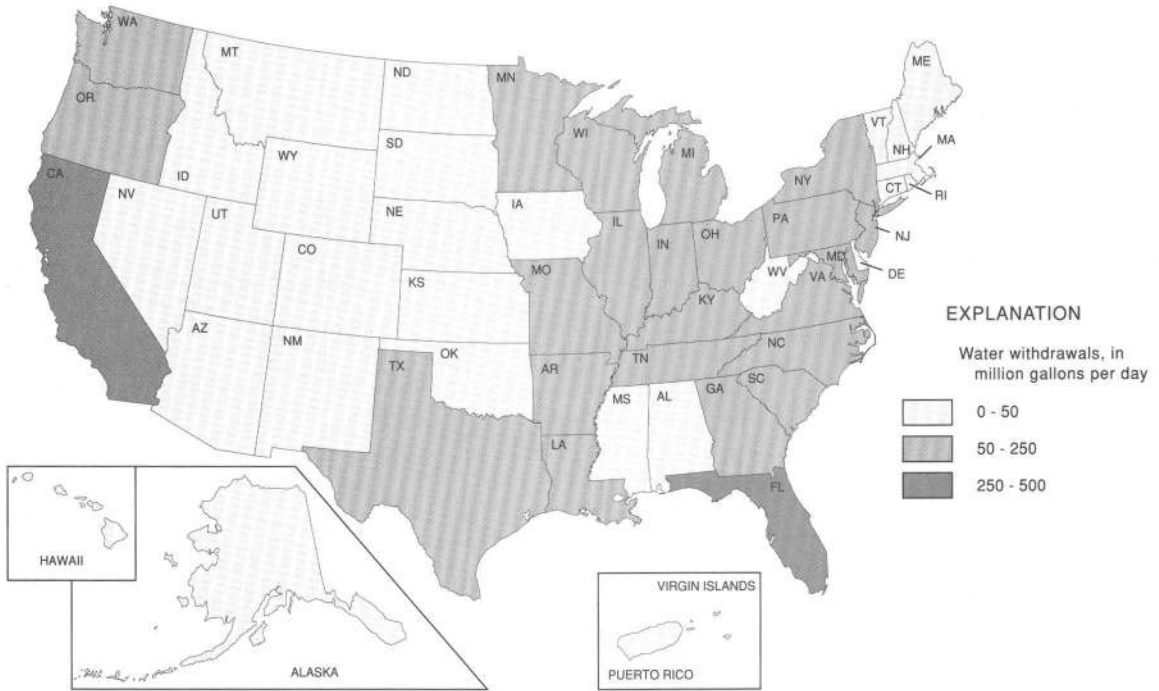 WA
MT
ND
MN
ME
OR
VT
WI
SD
NH
MA
ID
WY
MI
CA
NV
NY
CT
RI
IA
NE
UT
PA
IL
IN
OH
NJ
CO
MD
MO
WV
DE
VA
KS
KY
EXPLANATION
AZ
NM
OK
TN
NC
Water withdrawals, in
million gallons per day
TX
AR
SC
MS
AL
GA
0 - 50
LA
50 - 250
FL
250 - 500
HAWAII
VIRGIN ISLANDS
ALASKA
PUERTO RICO